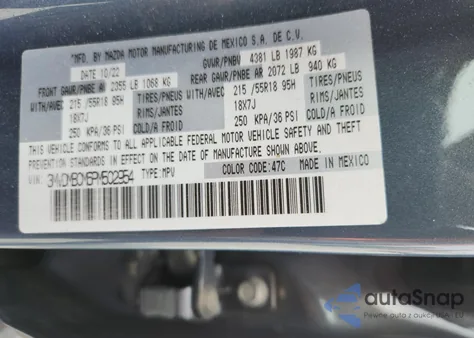 *MFD. BY MAZDA MOTOR MANUFACTURING DE MEXICO S.A. DE C.V.
DATE 10/22 GVWR/PNBV 4381 LB 1987 KG
FRONT GAWR/PNBE AV 2355 LB 1068 KG REAR GAWR/PNBE AR 2072 LB 940 KG
WITH/AVEC 215/55R18 95H TIRES/PNEUS WITH/AVEC 215/55R18 95H TIRES/PNEUS
18X7J RIMS/JANTES 18X7J RIMS/JANTES
250 KPA/36 PSI COLD/A FROID 250 KPA/36 PSI COLD/A FROID
THIS VEHICLE CONFORMS TO ALL APPLICABLE FEDERAL MOTOR VEHICLE SAFETY AND THEFT
PREVENTION STANDARDS IN EFFECT ON THE DATE OF MANUFACTURE SHOWN ABOVE.
VIN: TYPE: MPV COLOR CODE:47C MADE IN MEXICO
autoSnap
Pewne auto z aukcji